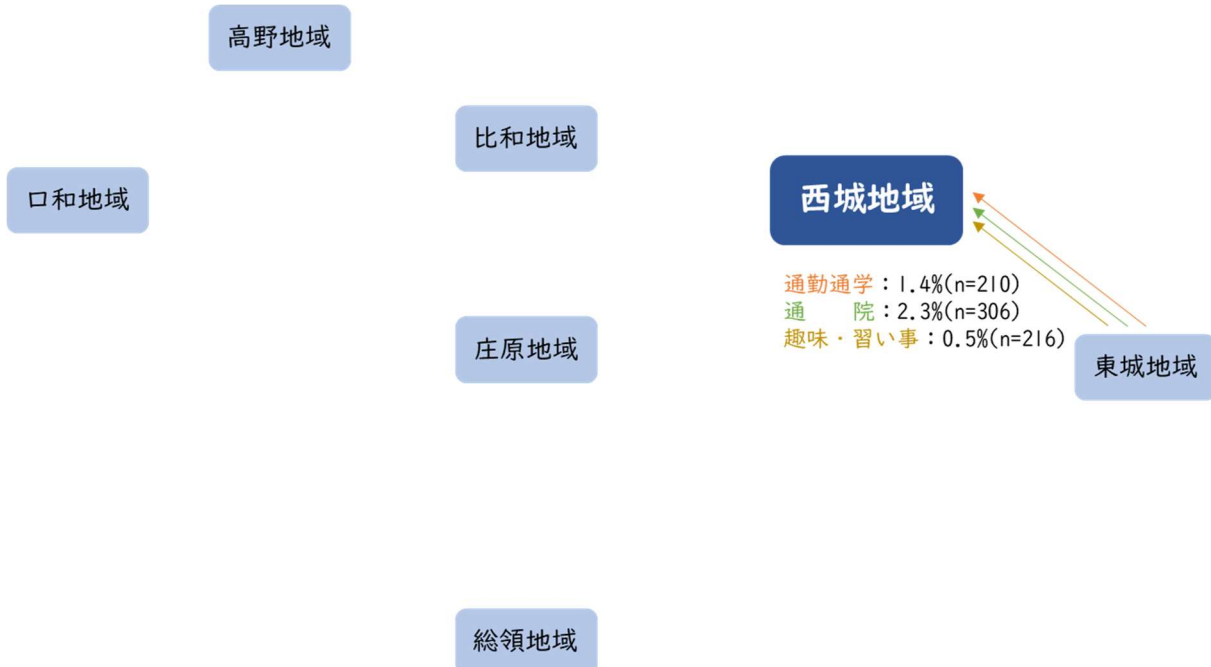 高野地域
比和地域
口和地域
西城地域
通勤通学：1.4%(n=210)
通　　院：2.3%(n=306)
趣味・習い事：0.5%(n=216)
庄原地域
東城地域
総領地域